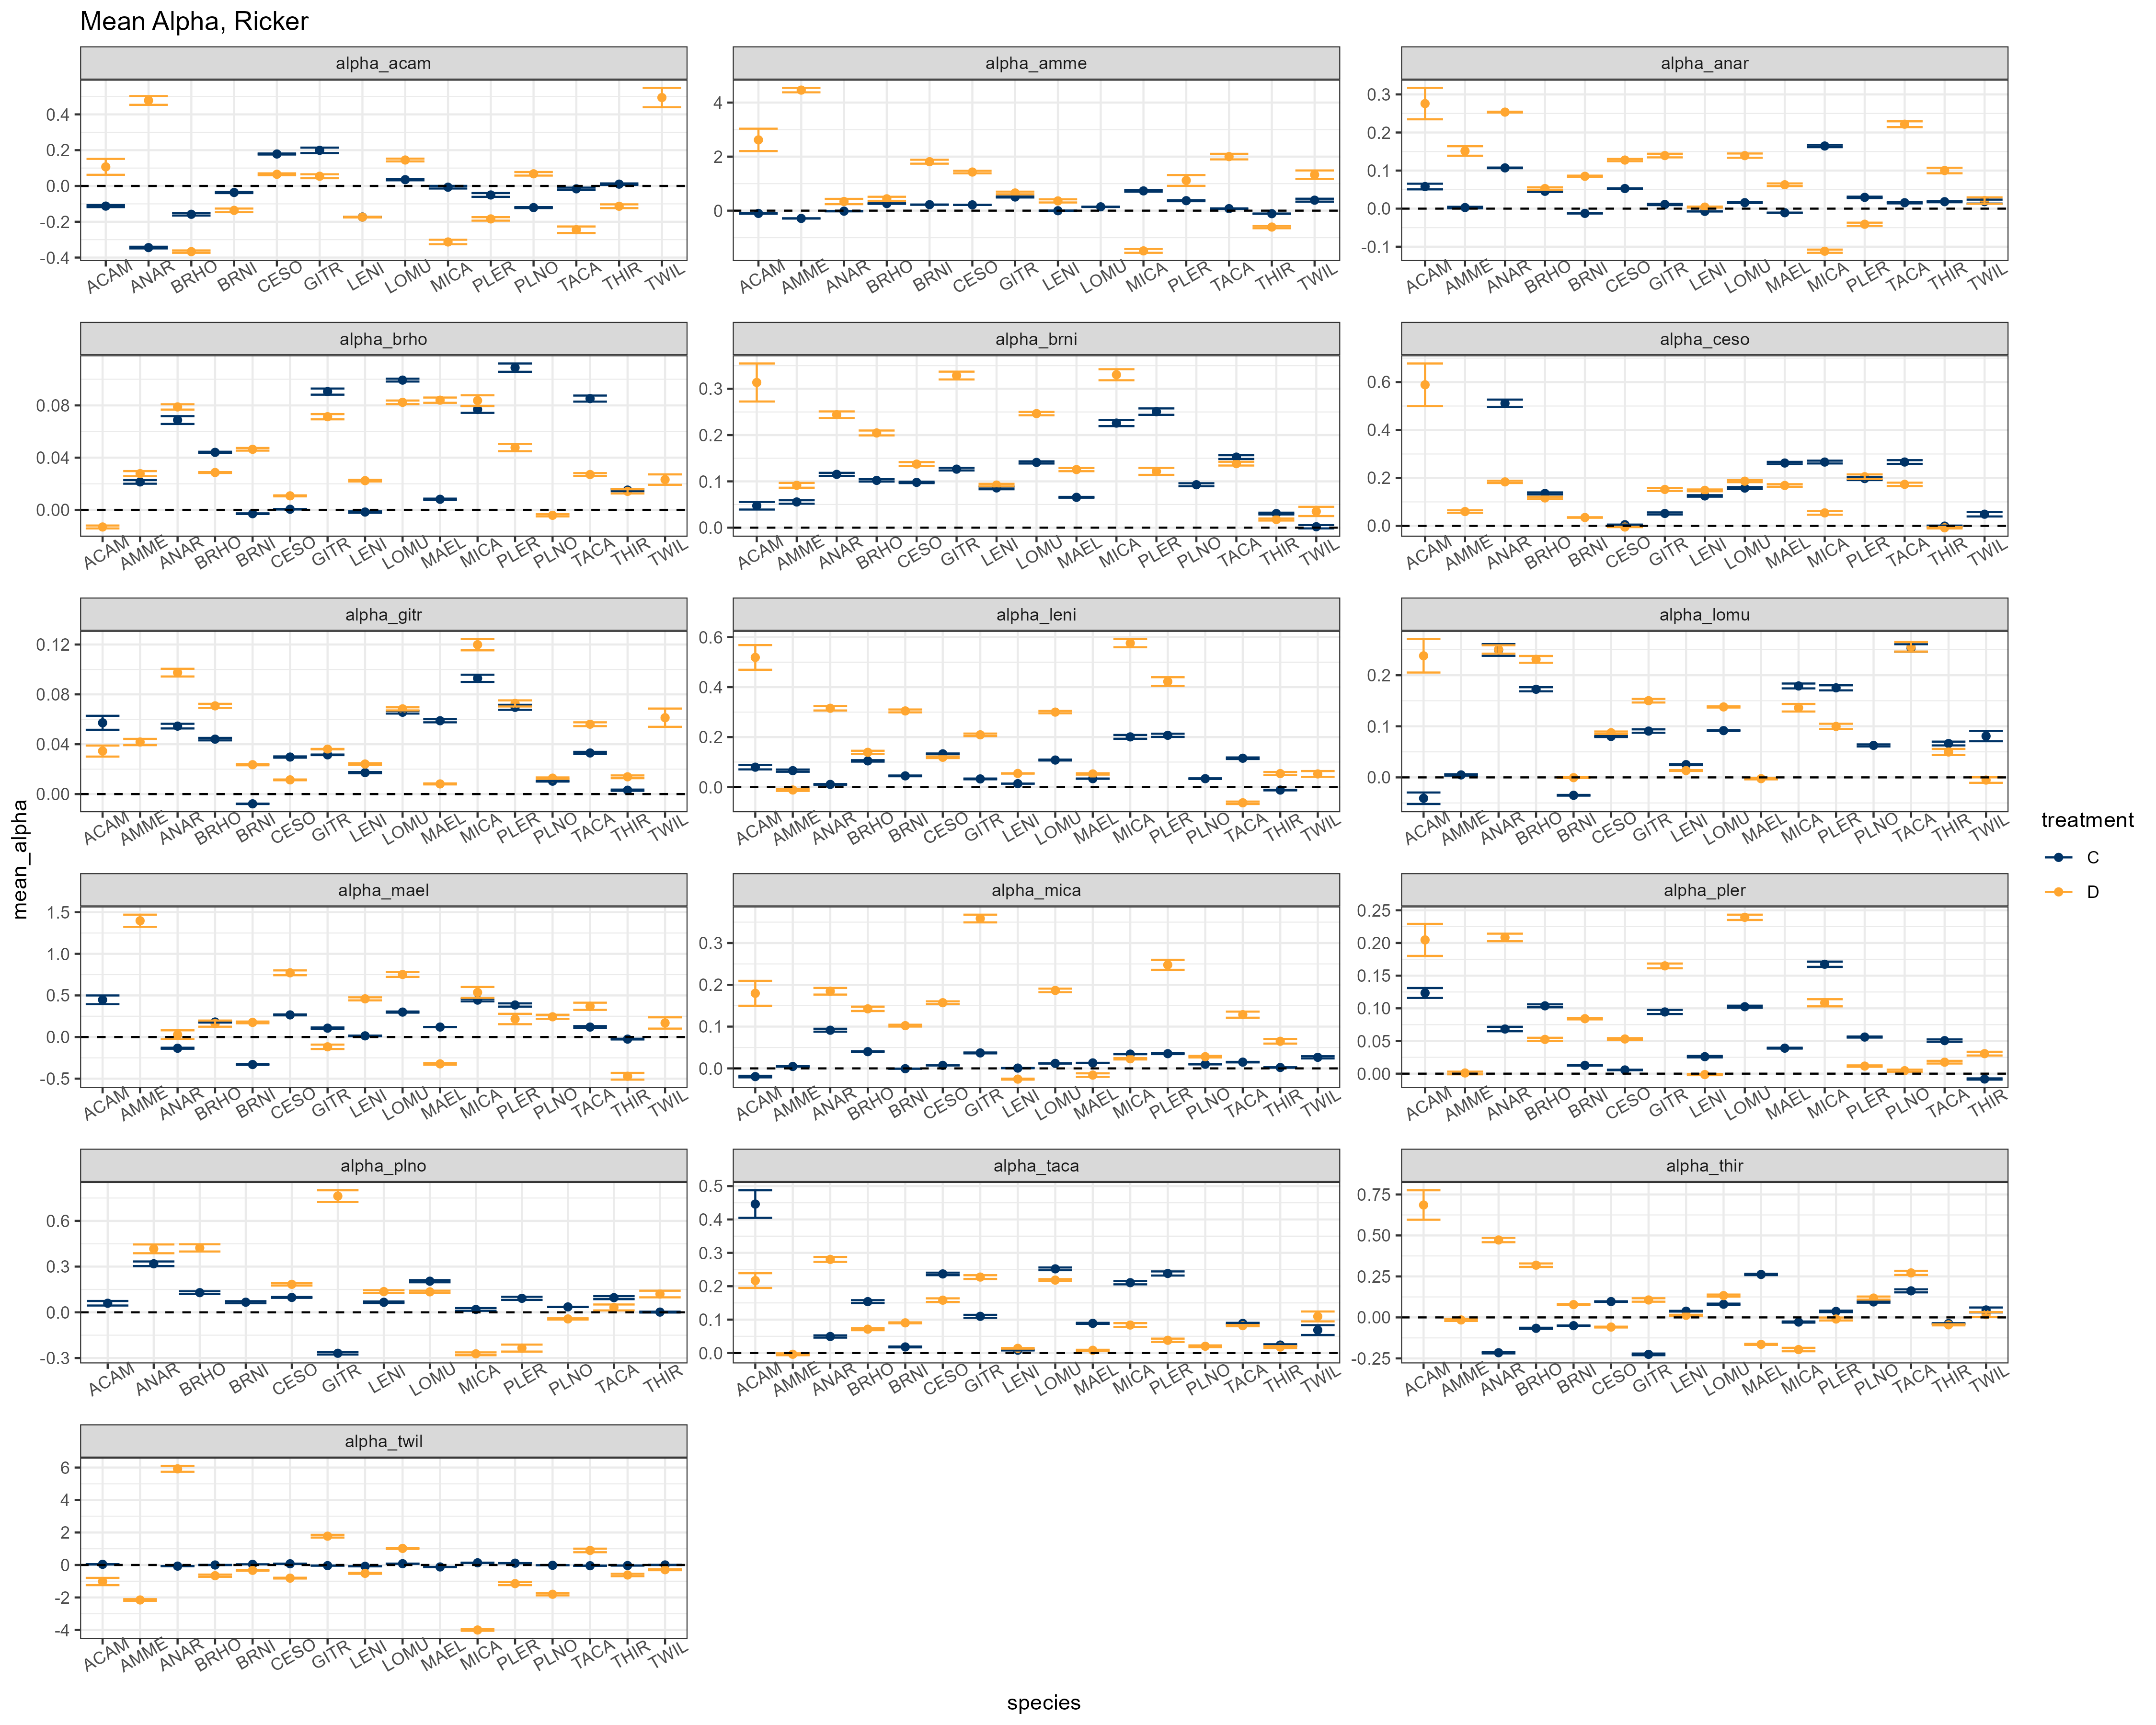 Mean Alpha, Ricker
alpha_acam
alpha_amme
alpha_anar
0.4
0.2
0.0
-0.2
-0.4
4
2
0
0.3
0.2
0.1
0.0
-0.1
ACAM ANAR BRHO BRNI CESO GITR LENI LOMU MICA PLER PLNO TACA THIR TWIL
ACAM AMME ANAR BRHO BRNI CESO GITR LENI LOMU MICA PLER TACA THIR TWIL
ACAM AMME ANAR BRHO BRNI CESO GITR LENI LOMU MAEL MICA PLER TACA THIR TWIL
alpha_brho
alpha_brni
alpha_ceso
0.08
0.04
0.00
0.3
0.2
0.1
0.0
0.6
0.4
0.2
0.0
ACAM AMME ANAR BRHO BRNI CESO GITR LENI LOMU MAEL MICA PLER PLNO TACA THIR TWIL
ACAM AMME ANAR BRHO BRNI CESO GITR LENI LOMU MAEL MICA PLER PLNO TACA THIR TWIL
ACAM AMME ANAR BRHO BRNI CESO GITR LENI LOMU MAEL MICA PLER TACA THIR TWIL
alpha_gitr
alpha_leni
alpha_lomu
0.12
0.08
0.04
0.00
0.6
0.4
0.2
0.0
0.2
0.1
0.0
ACAM AMME ANAR BRHO BRNI CESO GITR LENI LOMU MAEL MICA PLER PLNO TACA THIR TWIL
ACAM AMME ANAR BRHO BRNI CESO GITR LENI LOMU MAEL MICA PLER PLNO TACA THIR TWIL
ACAM AMME ANAR BRHO BRNI CESO GITR LENI LOMU MAEL MICA PLER PLNO TACA THIR TWIL
alpha_mael
alpha_mica
alpha_pler
1.5
1.0
0.5
0.0
-0.5
0.3
0.2
0.1
0.0
0.25
0.20
0.15
0.10
0.05
0.00
ACAM AMME ANAR BRHO BRNI CESO GITR LENI LOMU MAEL MICA PLER PLNO TACA THIR TWIL
ACAM AMME ANAR BRHO BRNI CESO GITR LENI LOMU MAEL MICA PLER PLNO TACA THIR TWIL
ACAM AMME ANAR BRHO BRNI CESO GITR LENI LOMU MAEL MICA PLER PLNO TACA THIR
alpha_plno
alpha_taca
alpha_thir
0.6
0.3
0.0
-0.3
0.5
0.4
0.3
0.2
0.1
0.0
0.75
0.50
0.25
0.00
-0.25
ACAM ANAR BRHO BRNI CESO GITR LENI LOMU MICA PLER PLNO TACA THIR
ACAM AMME ANAR BRHO BRNI CESO GITR LENI LOMU MAEL MICA PLER PLNO TACA THIR TWIL
ACAM AMME ANAR BRHO BRNI CESO GITR LENI LOMU MAEL MICA PLER PLNO TACA THIR TWIL
alpha_twil
6
4
2
0
-2
-4
ACAM AMME ANAR BRHO BRNI CESO GITR LENI LOMU MAEL MICA PLER PLNO TACA THIR TWIL
species
mean_alpha
treatment
C
D